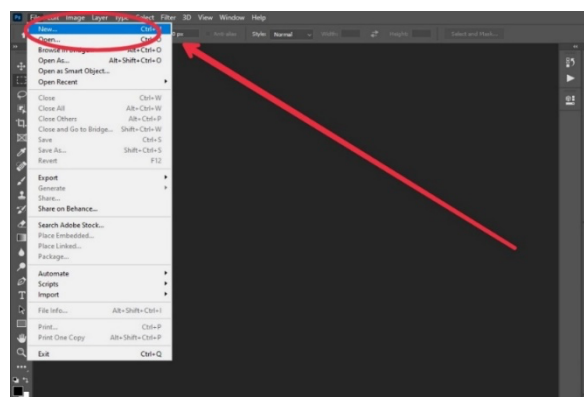 Ps File Edit Image Layer Type Select Filter 3D View Window Help
Style: Normal Width: Height: Select and Mask...
New... Ctrl+N
Open... Ctrl+O
Browse in Bridge... Alt+Ctrl+O
Open As... Alt+Shift+Ctrl+O
Open as Smart Object...
Open Recent
Close Ctrl+W
Close All Alt+Ctrl+W
Close Others Alt+Ctrl+P
Close and Go to Bridge... Shift+Ctrl+W
Save Ctrl+S
Save As... Shift+Ctrl+S
Revert F12
Export
Generate
Share...
Share on Behance...
Search Adobe Stock...
Place Embedded...
Place Linked...
Package...
Automate
Scripts
Import
File Info... Alt+Shift+Ctrl+I
Print... Ctrl+P
Print One Copy Alt+Shift+Ctrl+P
Exit Ctrl+Q